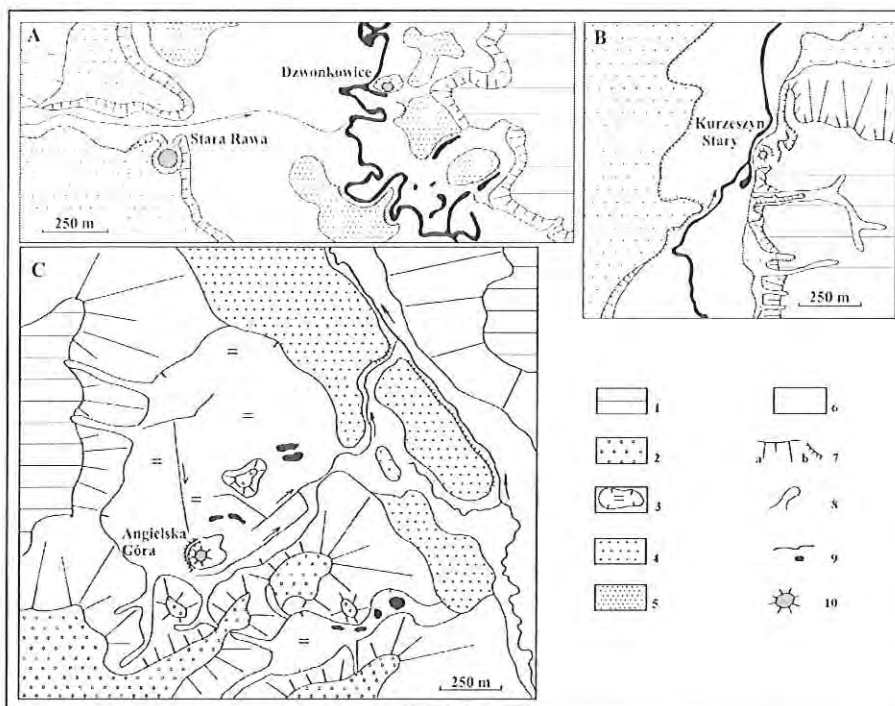 A
Dzwonkowice
Stara Rawa
250 m
B
Kurzeszyn
Stary
250 m
C
Angielska
Góra
250 m
1
2
3
4
5
6
a b 7
8
9
10